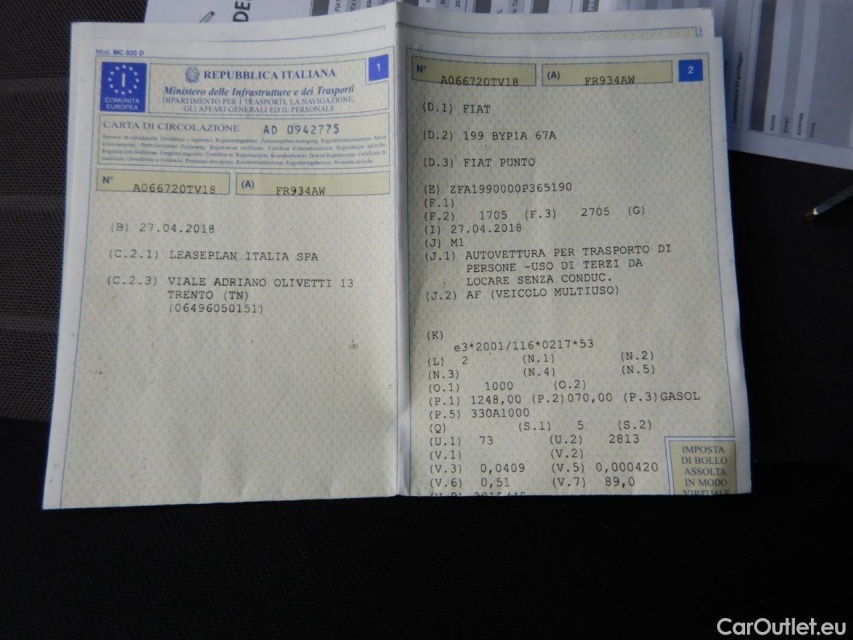 Mod. MC 820 D
REPUBBLICA ITALIANA
1
Ministero delle Infrastrutture e dei Trasporti
DIPARTIMENTO PER I TRASPORTI, LA NAVIGAZIONE,
GLI AFFARI GENERALI ED IL PERSONALE
I
COMUNITÀ
EUROPEA
CARTA DI CIRCOLAZIONE AD 0942775
N° A066720TV18 (A) FR934AW
(B) 27.04.2018
(C.2.1) LEASEPLAN ITALIA SPA
(C.2.3) VIALE ADRIANO OLIVETTI 13
TRENTO (TN)
(06496050151)
N° A066720TV18 (A) FR934AW 2
(D.1) FIAT
(D.2) 199 BYP1A 67A
(D.3) FIAT PUNTO
(E) ZFA1990000P365190
(F.1)
(F.2) 1705 (F.3) 2705 (G)
(I) 27.04.2018
(J) M1
(J.1) AUTOVETTURA PER TRASPORTO DI
PERSONE -USO DI TERZI DA
LOCARE SENZA CONDUC.
(J.2) AF (VEICOLO MULTIUSO)
(K)
e3*2001/116*0217*53
(L) 2 (N.1) (N.2)
(N.3) (N.4) (N.5)
(O.1) 1000 (O.2)
(P.1) 1248,00 (P.2)070,00 (P.3)GASOL
(P.5) 330A1000
(Q) (S.1) 5 (S.2)
(U.1) 73 (U.2) 2813
(V.1) (V.2)
(V.3) 0,0409 (V.5) 0,000420
(V.6) 0,51 (V.7) 89,0
IMPOSTA
DI BOLLO
ASSOLTA
IN MODO
VIRTUALE
CarOutlet.eu